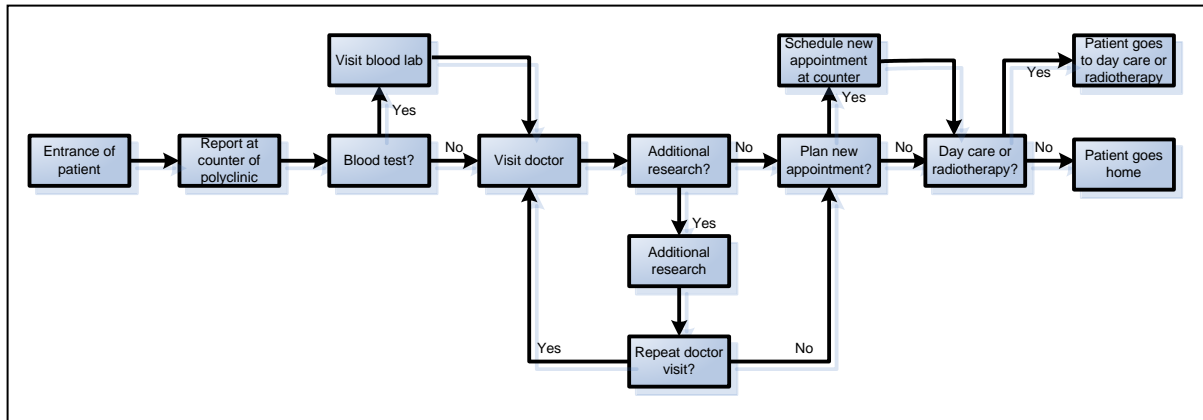 Entrance of
patient
Report at
counter of
polyclinic
Blood test?
Yes
Visit blood lab
No
Visit doctor
Additional
research?
No
Yes
Additional
research
Repeat doctor
visit?
Yes
No
Plan new
appointment?
Yes
Schedule new
appointment
at counter
No
Day care or
radiotherapy?
Yes
Patient goes
to day care or
radiotherapy
No
Patient goes
home